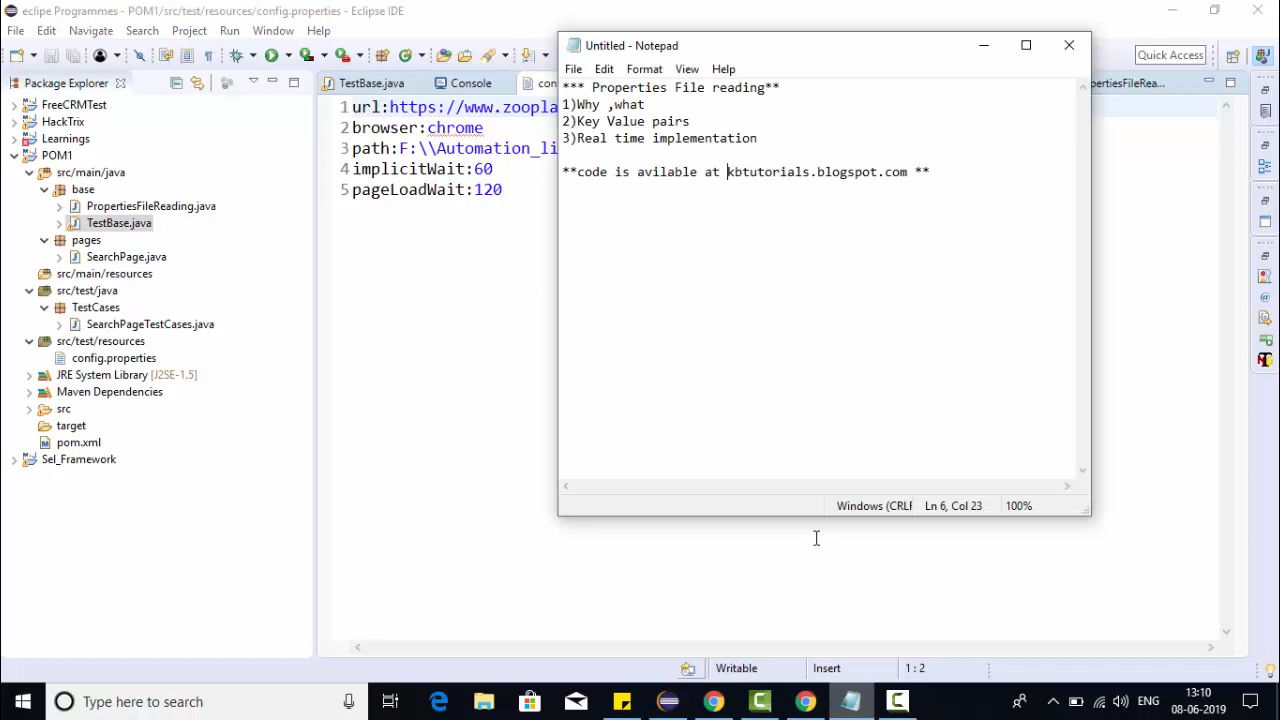 eclipe Programmes - POM1/src/test/resources/config.properties - Eclipse IDE
File Edit Navigate Search Project Run Window Help
Quick Access
Package Explorer
FreeCRMTest
HackTrix
Learnings
POM1
src/main/java
base
PropertiesFileReading.java
TestBase.java
pages
SearchPage.java
src/main/resources
src/test/java
TestCases
SearchPageTestCases.java
src/test/resources
config.properties
JRE System Library [J2SE-1.5]
Maven Dependencies
src
target
pom.xml
Sel_Framework
TestBase.java Console con
opertiesFileRea...
1 url:https://www.zoopla
2 browser:chrome
3 path:F:\\Automation_li
4 implicitWait:60
5 pageLoadWait:120
Untitled - Notepad
File Edit Format View Help
*** Properties File reading**
1)Why ,what
2)Key Value pairs
3)Real time implementation
**code is avilable at kbtutorials.blogspot.com **
Windows (CRLF Ln 6, Col 23 100%
Writable Insert 1 : 2
Type here to search
ENG
13:10
08-06-2019